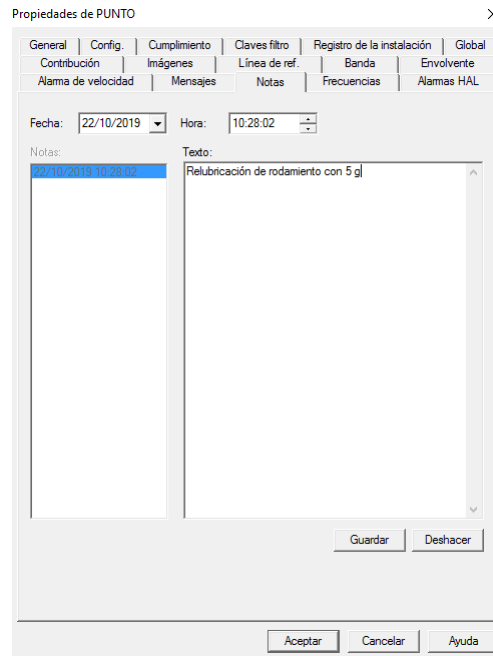 Propiedades de PUNTO
General Config. Cumplimiento Claves filtro Registro de la instalación Global
Contribución Imágenes Línea de ref. Banda Envolvente
Alarma de velocidad Mensajes Notas Frecuencias Alarmas HAL
Fecha: 22/10/2019 Hora: 10:28:02
Notas: Texto:
22/10/2019 10:28:02 Relubricación de rodamiento con 5 g
Guardar Deshacer
Aceptar Cancelar Ayuda